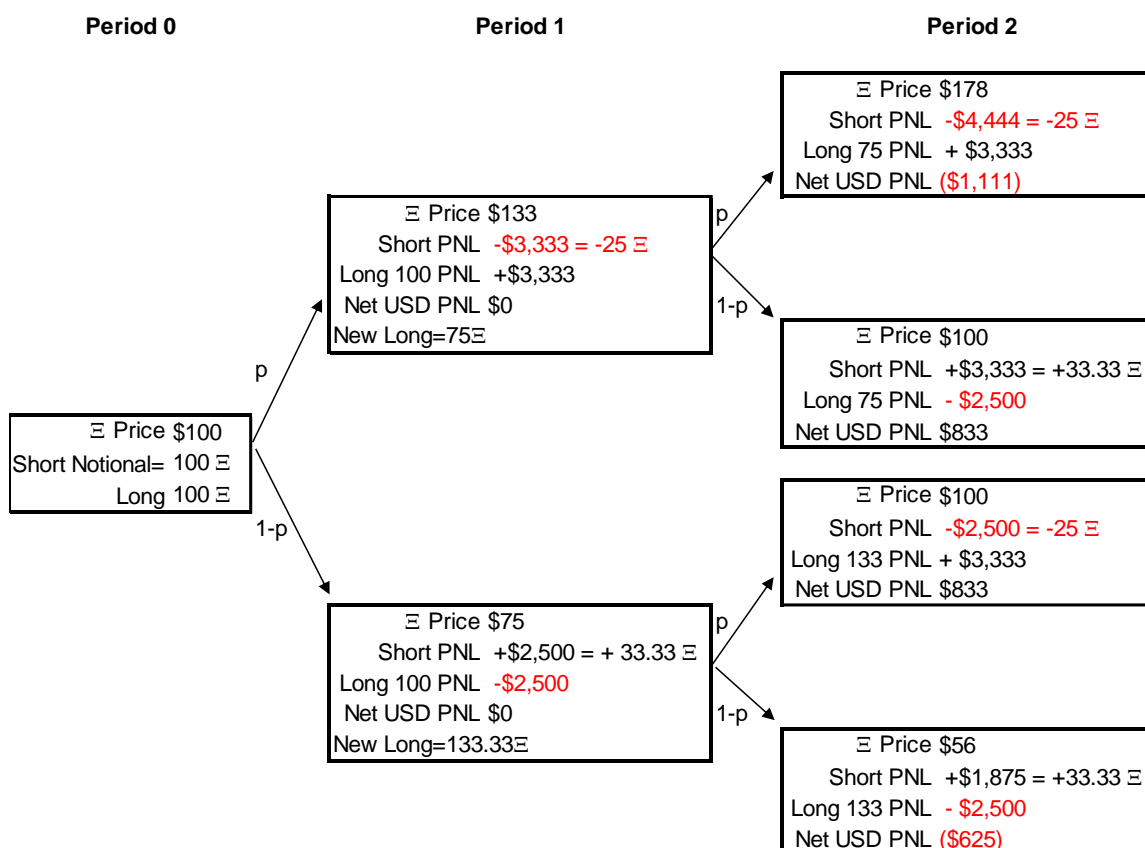 Period 0
Period 1
Period 2
Ξ Price $178
Short PNL -$4,444 = -25 Ξ
Long 75 PNL + $3,333
Net USD PNL ($1,111)
Ξ Price $133
Short PNL -$3,333 = -25 Ξ
Long 100 PNL +$3,333
Net USD PNL $0
New Long=75Ξ
p
1-p
Ξ Price $100
Short PNL +$3,333 = +33.33 Ξ
Long 75 PNL - $2,500
Net USD PNL $833
p
Ξ Price $100
Short Notional= 100 Ξ
Long 100 Ξ
1-p
Ξ Price $100
Short PNL -$2,500 = -25 Ξ
Long 133 PNL + $3,333
Net USD PNL $833
Ξ Price $75
Short PNL +$2,500 = + 33.33 Ξ
Long 100 PNL -$2,500
Net USD PNL $0
New Long=133.33Ξ
p
1-p
Ξ Price $56
Short PNL +$1,875 = +33.33 Ξ
Long 133 PNL - $2,500
Net USD PNL ($625)